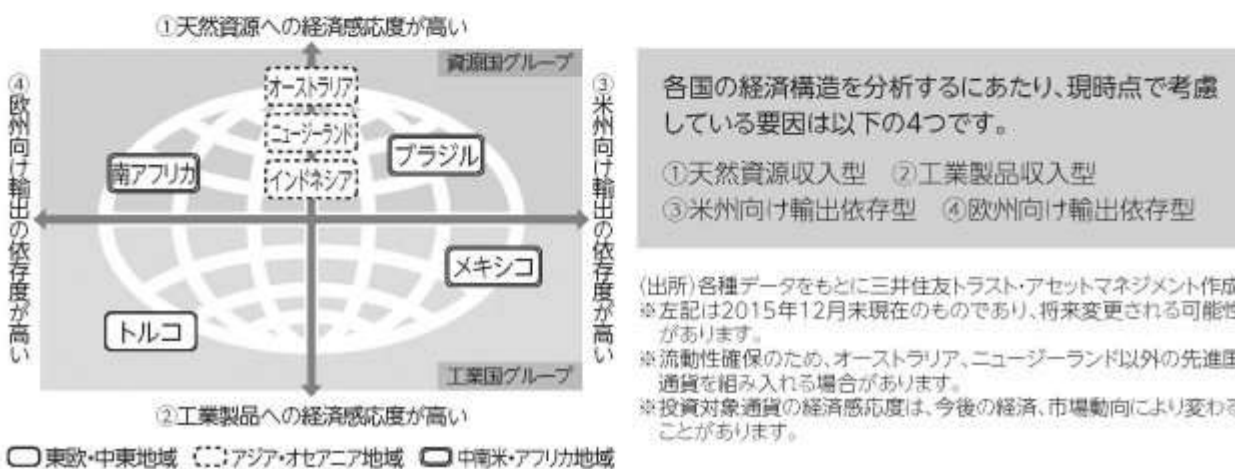 ①天然資源への経済感応度が高い
資源国グループ
オーストラリア
ニュージーランド
インドネシア
南アフリカ
ブラジル
④欧州向け輸出の依存度が高い
③米州向け輸出の依存度が高い
メキシコ
トルコ
工業国グループ
②工業製品への経済感応度が高い
東欧・中東地域 アジア・オセアニア地域 中南米・アフリカ地域
各国の経済構造を分析するにあたり、現時点で考慮
している要因は以下の4つです。
①天然資源収入型 ②工業製品収入型
③米州向け輸出依存型 ④欧州向け輸出依存型
(出所)各種データをもとに三井住友トラスト・アセットマネジメント作成
※左記は2015年12月末現在のものであり、将来変更される可能性
があります。
※流動性確保のため、オーストラリア、ニュージーランド以外の先進国
通貨を組み入れる場合があります。
※投資対象通貨の経済感応度は、今後の経済、市場動向により変わる
ことがあります。